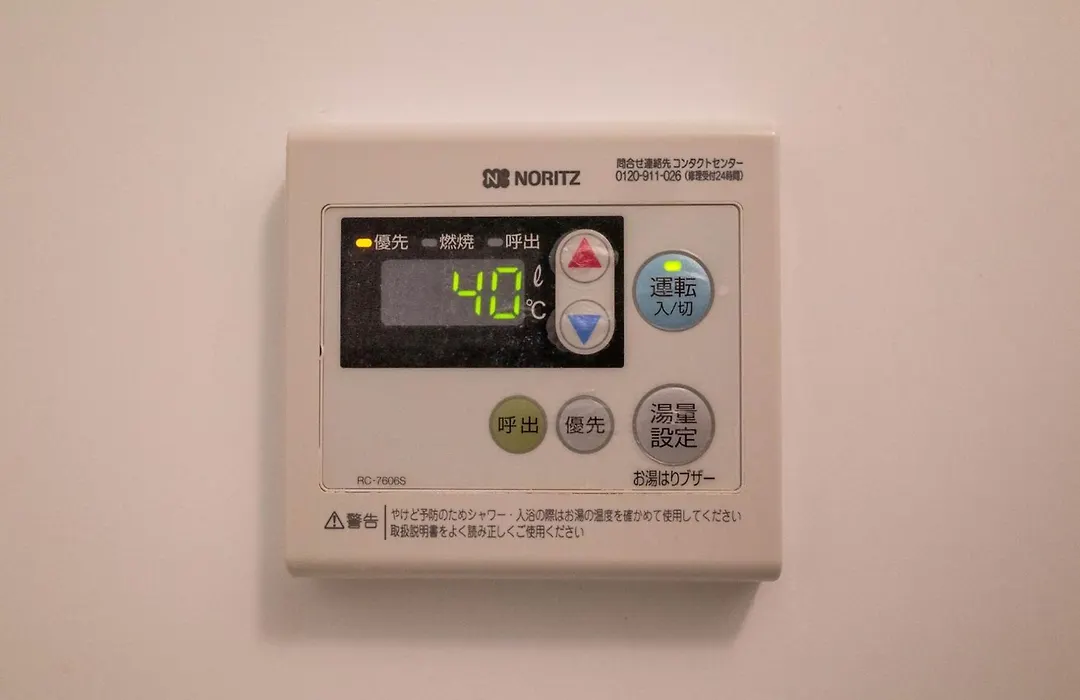 NORITZ
問合せ連絡先 コンタクトセンター
0120-911-026 (修理受付24時間)
優先 燃焼 呼出
40 ℓ
℃
運転
入/切
呼出 優先
湯量
設定
お湯はりブザー
RC-7606S
警告
やけど予防のためシャワー・入浴の際はお湯の温度を確かめて使用してください
取扱説明書をよく読み正しくご使用ください